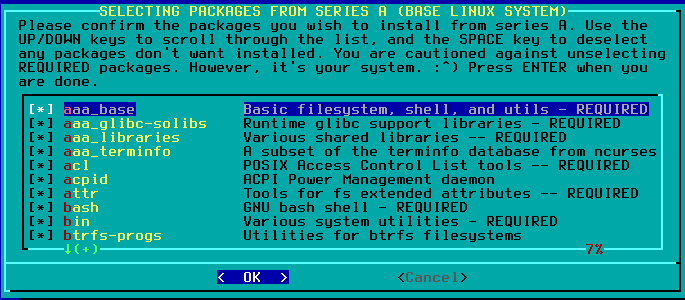 SELECTING PACKAGES FROM SERIES A (BASE LINUX SYSTEM)
Please confirm the packages you wish to install from series A. Use the
UP/DOWN keys to scroll through the list, and the SPACE key to deselect
any packages don't want installed. You are cautioned against unselecting
REQUIRED packages. However, it's your system. :^) Press ENTER when you
are done.
[*] aaa_base Basic filesystem, shell, and utils - REQUIRED
[*] aaa_glibc-solibs Runtime glibc support libraries - REQUIRED
[*] aaa_libraries Various shared libraries -- REQUIRED
[*] aaa_terminfo A subset of the terminfo database from ncurses
[*] acl POSIX Access Control List tools -- REQUIRED
[*] acpid ACPI Power Management daemon
[*] attr Tools for fs extended attributes -- REQUIRED
[*] bash GNU bash shell - REQUIRED
[*] bin Various system utilities - REQUIRED
[*] btrfs-progs Utilities for btrfs filesystems
↓(+) 7%
< OK > <Cancel>